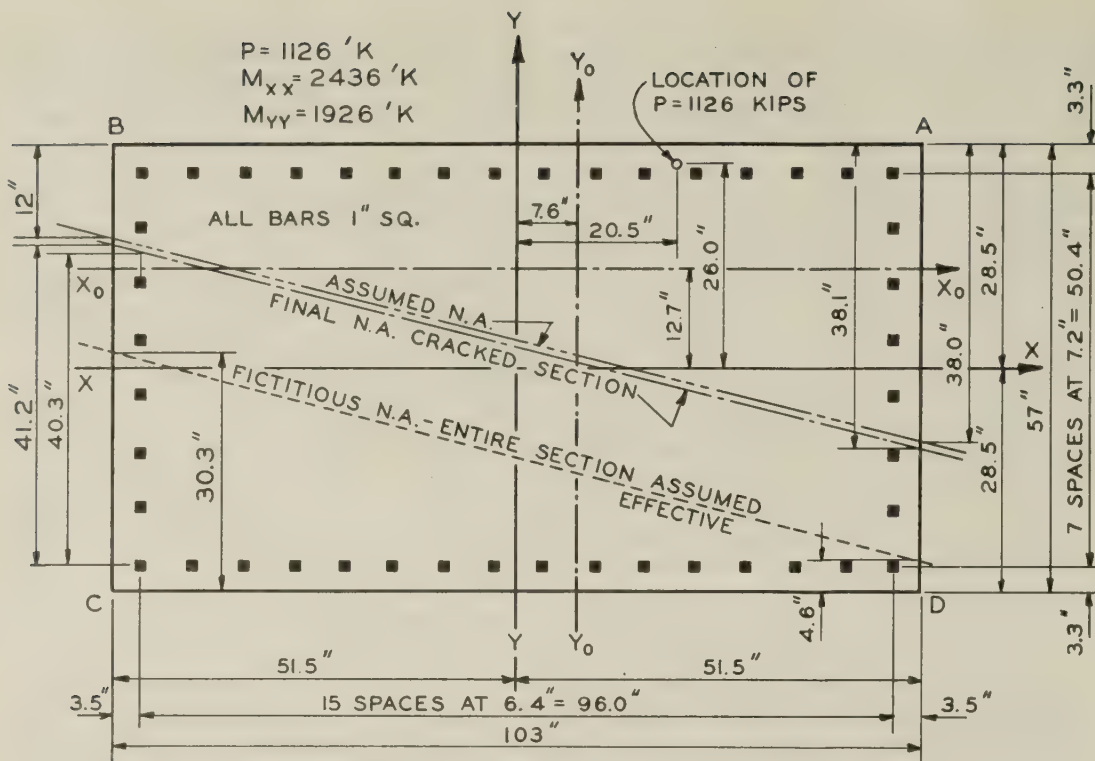 P = 1126 'K
M_XX = 2436 'K
M_YY = 1926 'K
Y
Y₀
LOCATION OF
P = 1126 KIPS
3.3"
B
A
12"
ALL BARS 1" SQ.
7.6"
20.5"
26.0"
28.5"
X₀
X₀
ASSUMED N.A.
FINAL N.A. CRACKED SECTION
12.7"
38.1"
38.0"
X
X
41.2"
40.3"
30.3"
FICTITIOUS N.A. - ENTIRE SECTION ASSUMED
EFFECTIVE
28.5"
57"
7 SPACES AT 7.2" = 50.4"
C
D
4.6"
3.3"
Y
Y₀
51.5"
51.5"
3.5"
15 SPACES AT 6.4" = 96.0"
3.5"
103"